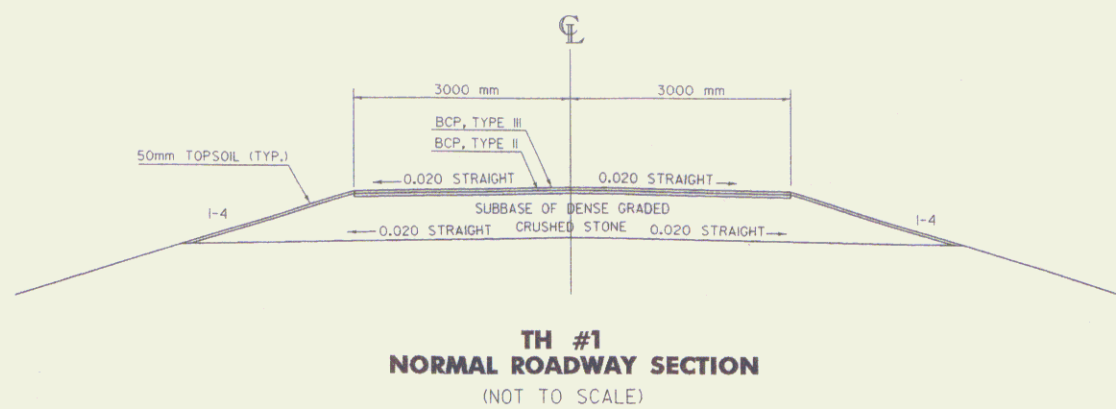 CL
3000 mm
3000 mm
BCP, TYPE III
BCP, TYPE II
50mm TOPSOIL (TYP.)
0.020 STRAIGHT
0.020 STRAIGHT
1-4
SUBBASE OF DENSE GRADED
1-4
0.020 STRAIGHT
CRUSHED STONE
0.020 STRAIGHT
TH #1
NORMAL ROADWAY SECTION
(NOT TO SCALE)